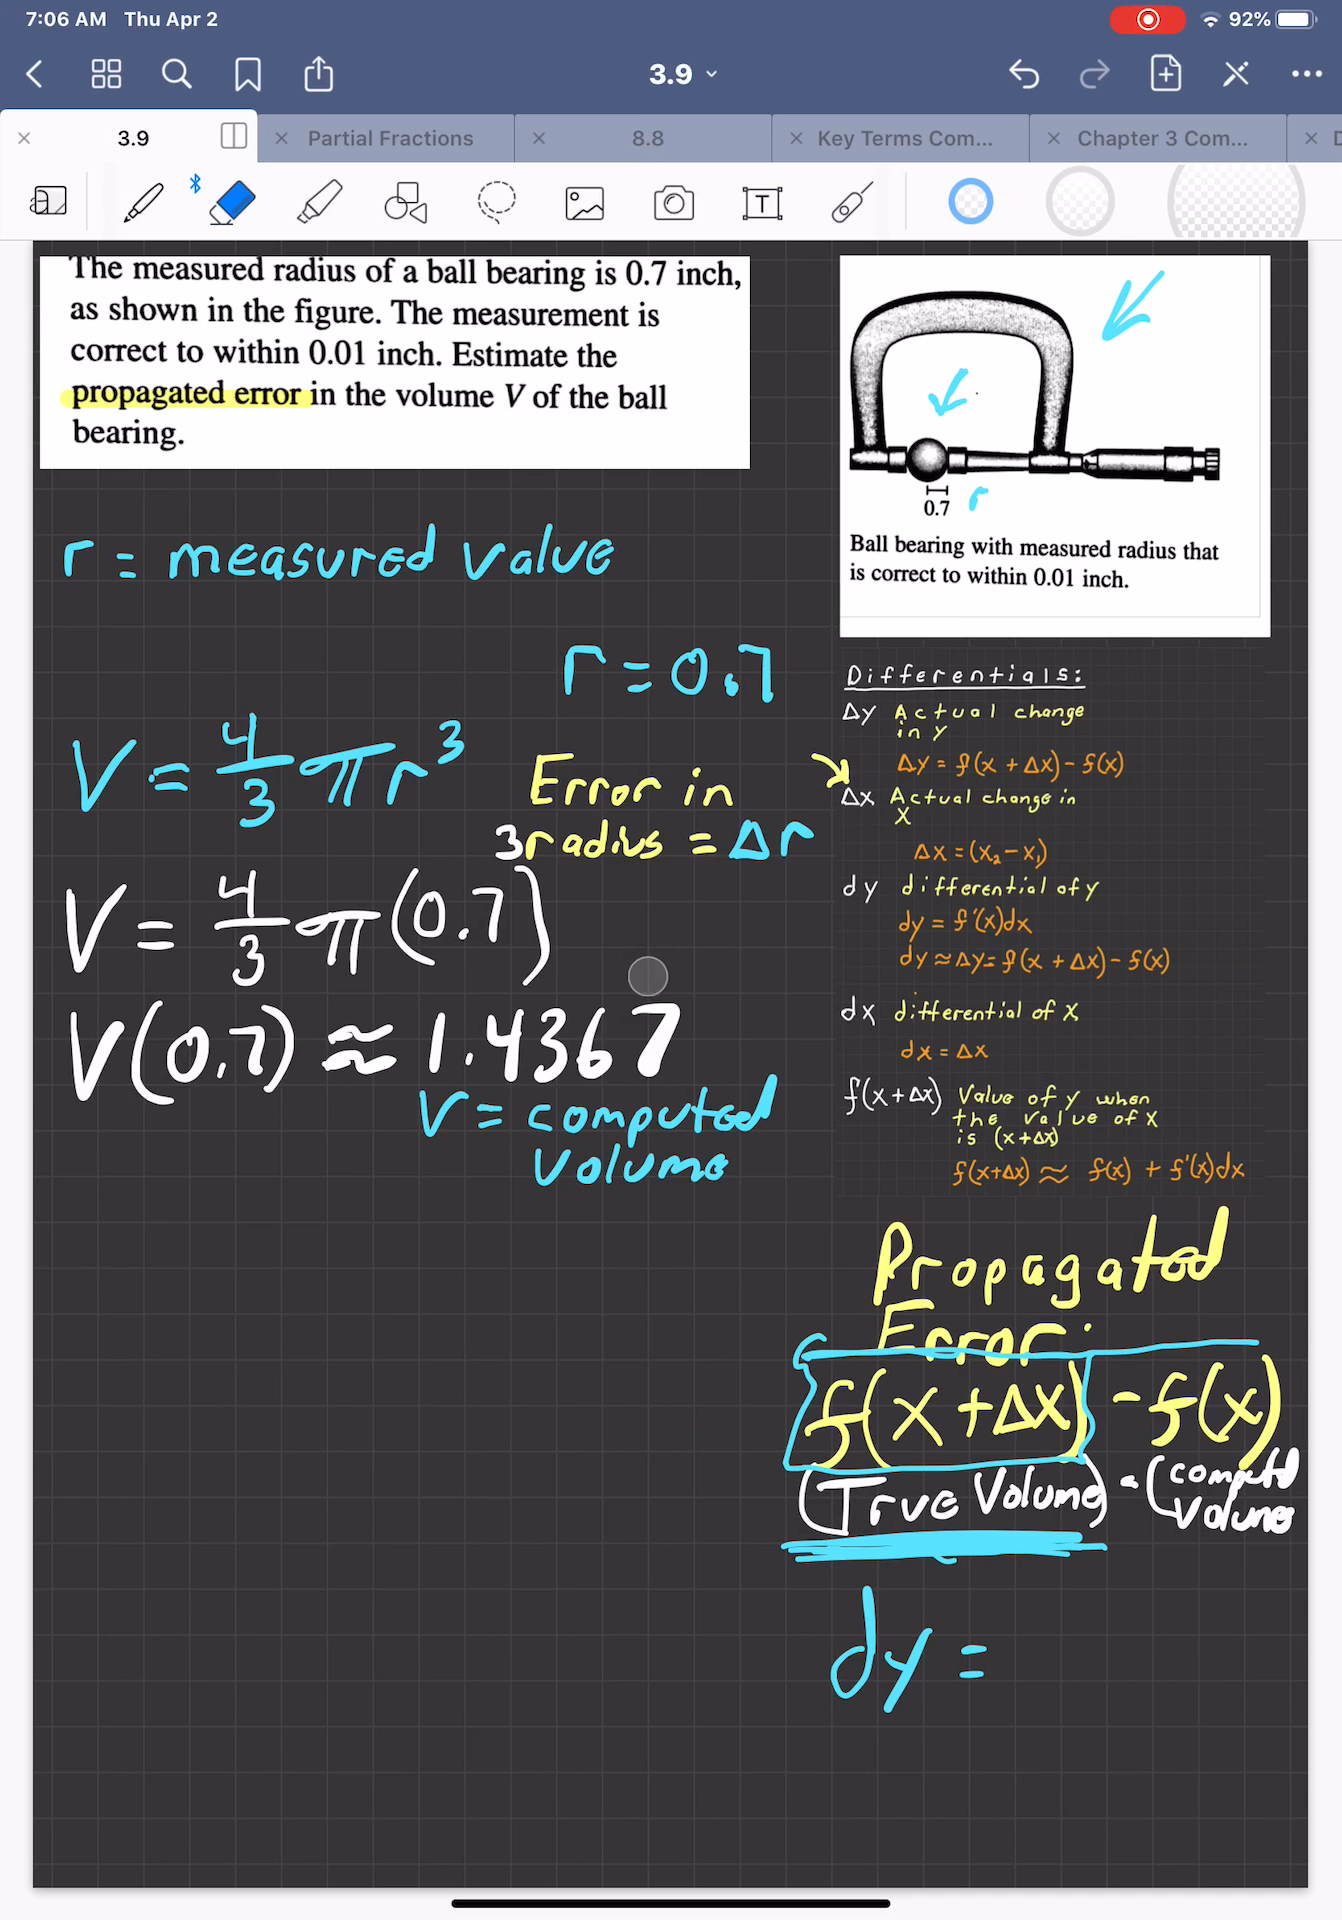 7:06 AM Thu Apr 2
92%
3.9
3.9
Partial Fractions
8.8
Key Terms Com...
Chapter 3 Com...
D
T
The measured radius of a ball bearing is 0.7 inch,
as shown in the figure. The measurement is
correct to within 0.01 inch. Estimate the
propagated error in the volume V of the ball
bearing.
0.7 r
Ball bearing with measured radius that
is correct to within 0.01 inch.
r = measured value
r = 0.7
V = 4/3 π r³
Error in
radius = Δr
V = 4/3 π (0.7)³
V(0.7) ≈ 1.4367
V = computed
Volume
Differentials:
Δy Actual change
in y
Δy = f(x + Δx) - f(x)
Δx Actual change in
x
Δx = (x₂ - x₁)
dy differential of y
dy = f'(x)dx
dy ≈ Δy = f(x + Δx) - f(x)
dx differential of x
dx = Δx
f(x+Δx) Value of y when
the value of x
is (x+Δx)
f(x+Δx) ≈ f(x) + f'(x)dx
Propagated
Error:
f(x + Δx) - f(x)
(True Volume) - (computed
Volume
dy =